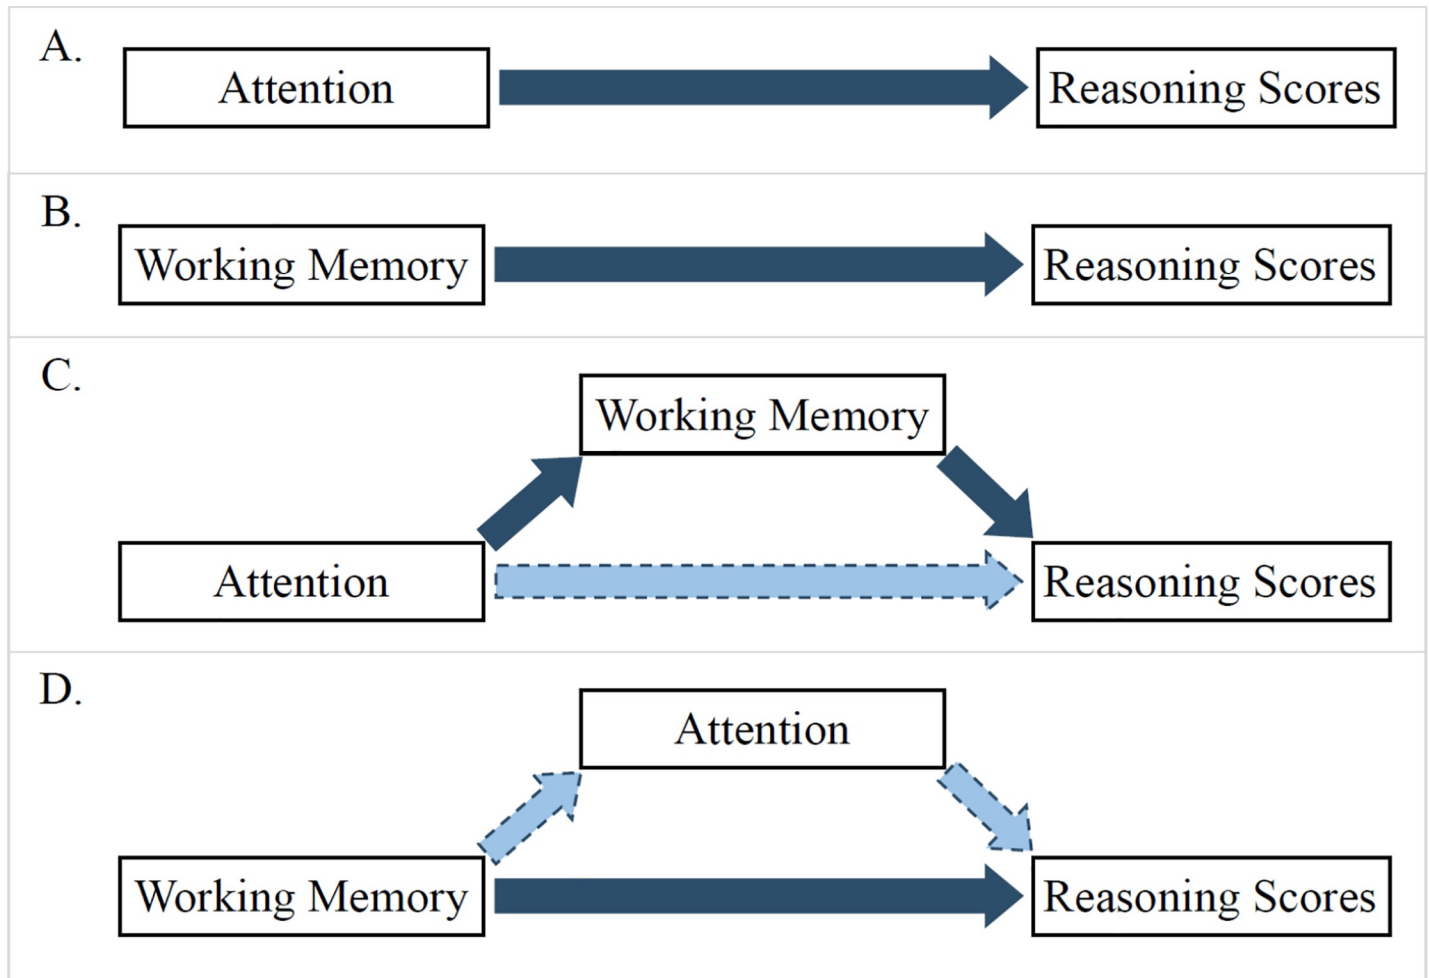 A.
Attention
Reasoning Scores
B.
Working Memory
Reasoning Scores
C.
Working Memory
Attention
Reasoning Scores
D.
Attention
Working Memory
Reasoning Scores